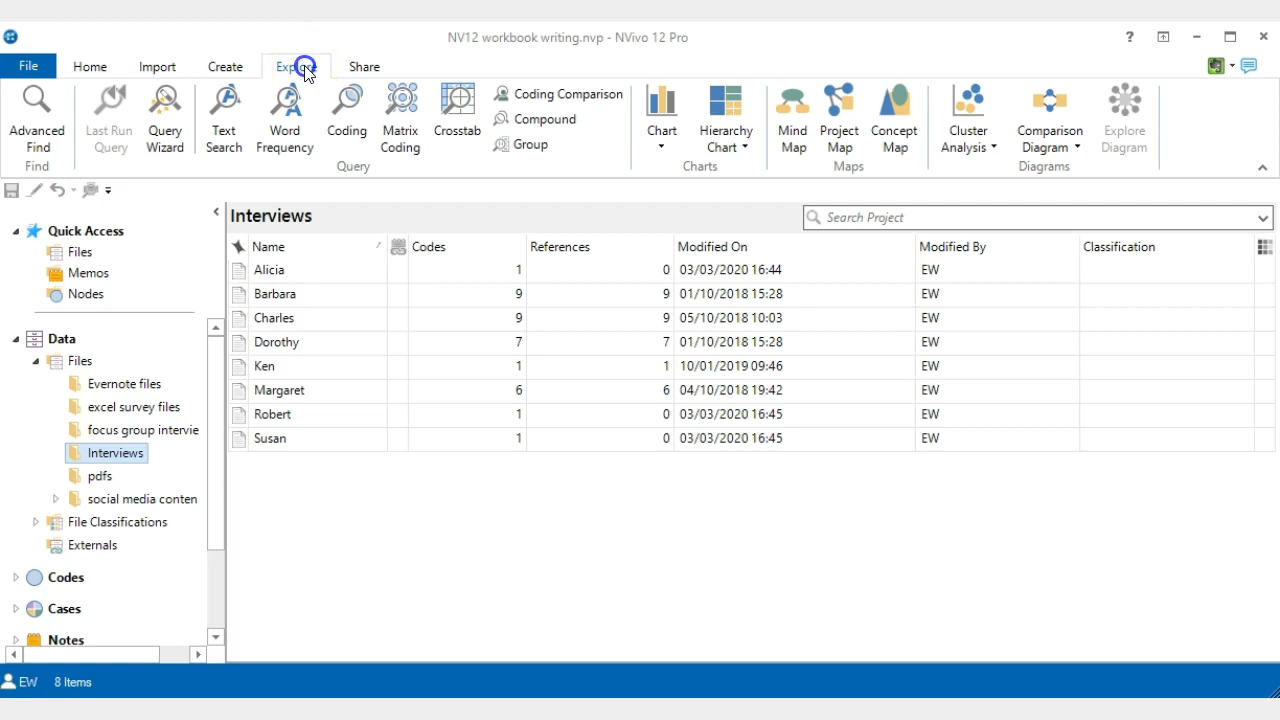 NV12 workbook writing.nvp - NVivo 12 Pro
?
File Home Import Create Explore Share
Advanced Find
Last Run Query
Query Wizard
Text Search
Word Frequency
Coding
Matrix Coding
Crosstab
Coding Comparison
Compound
Group
Chart
Hierarchy Chart
Mind Map
Project Map
Concept Map
Cluster Analysis
Comparison Diagram
Explore Diagram
Find Query Charts Maps Diagrams
Quick Access
Files
Memos
Nodes
Data
Files
Evernote files
excel survey files
focus group intervie
Interviews
pdfs
social media conten
File Classifications
Externals
Codes
Cases
Notes
Interviews
Search Project
Name Codes References Modified On Modified By Classification
Alicia 1 0 03/03/2020 16:44 EW
Barbara 9 9 01/10/2018 15:28 EW
Charles 9 9 05/10/2018 10:03 EW
Dorothy 7 7 01/10/2018 15:28 EW
Ken 1 1 10/01/2019 09:46 EW
Margaret 6 6 04/10/2018 19:42 EW
Robert 1 0 03/03/2020 16:45 EW
Susan 1 0 03/03/2020 16:45 EW
EW 8 Items